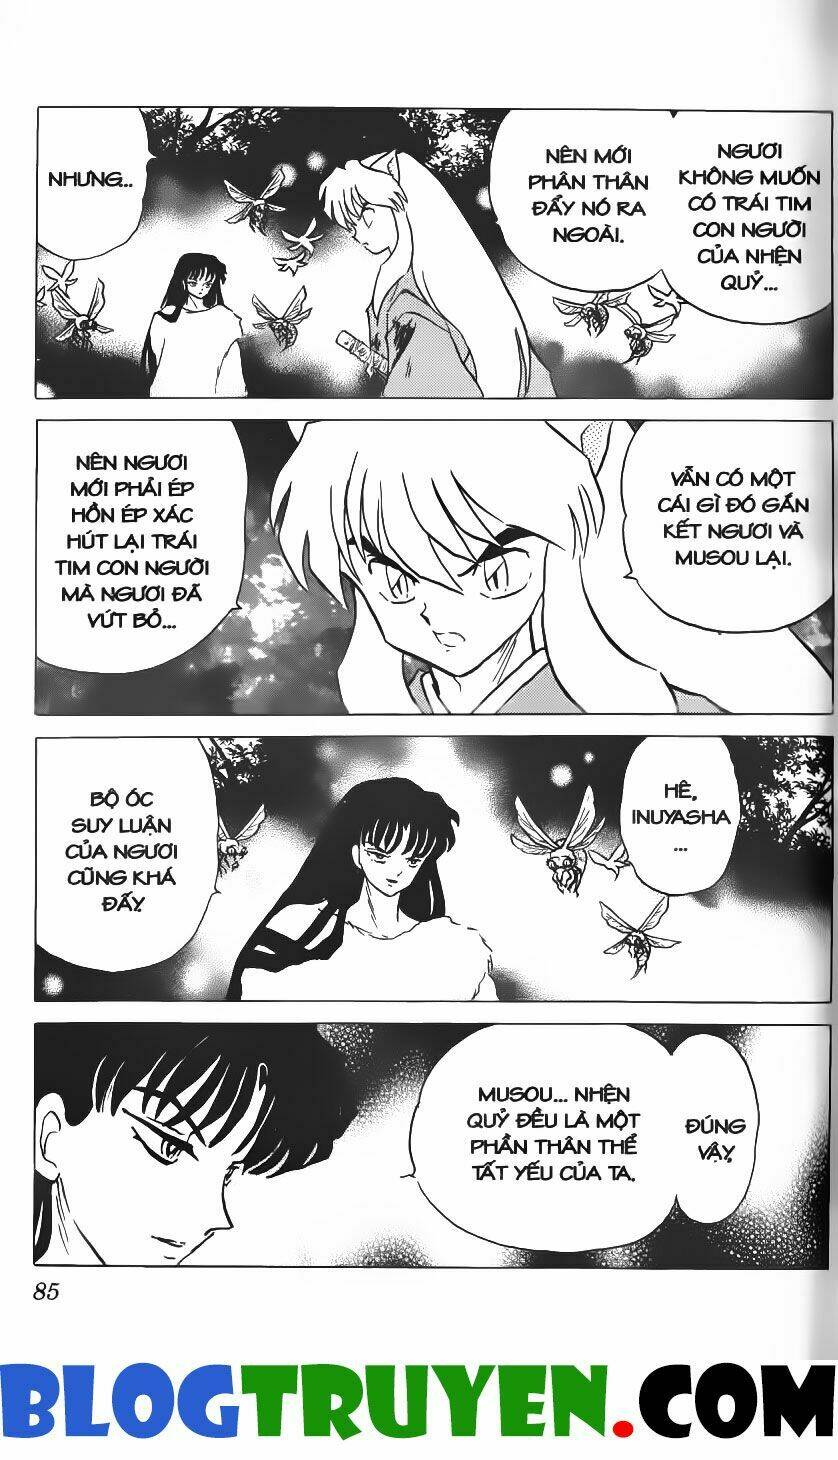 NGƯƠI
KHÔNG MUỐN
CÓ TRÁI TIM
CON NGƯỜI
CỦA NHỆN
QUỶ...
NÊN MỚI
PHÂN THÂN
ĐẨY NÓ RA
NGOÀI.
NHƯNG...
VẪN CÓ MỘT
CÁI GÌ ĐÓ GẮN
KẾT NGƯƠI VÀ
MUSOU LẠI.
NÊN NGƯƠI
MỚI PHẢI ÉP
HỒN ÉP XÁC
HÚT LẠI TRÁI
TIM CON NGƯỜI
MÀ NGƯƠI ĐÃ
VỨT BỎ...
HÊ,
INUYASHA
...
BỘ ÓC
SUY LUẬN
CỦA NGƯƠI
CŨNG KHÁ
ĐẤY.
ĐÚNG
VẬY.
MUSOU... NHỆN
QUỶ ĐỀU LÀ MỘT
PHẦN THÂN THỂ
TẤT YẾU CỦA TA.
85
BLOGTRUYEN.COM